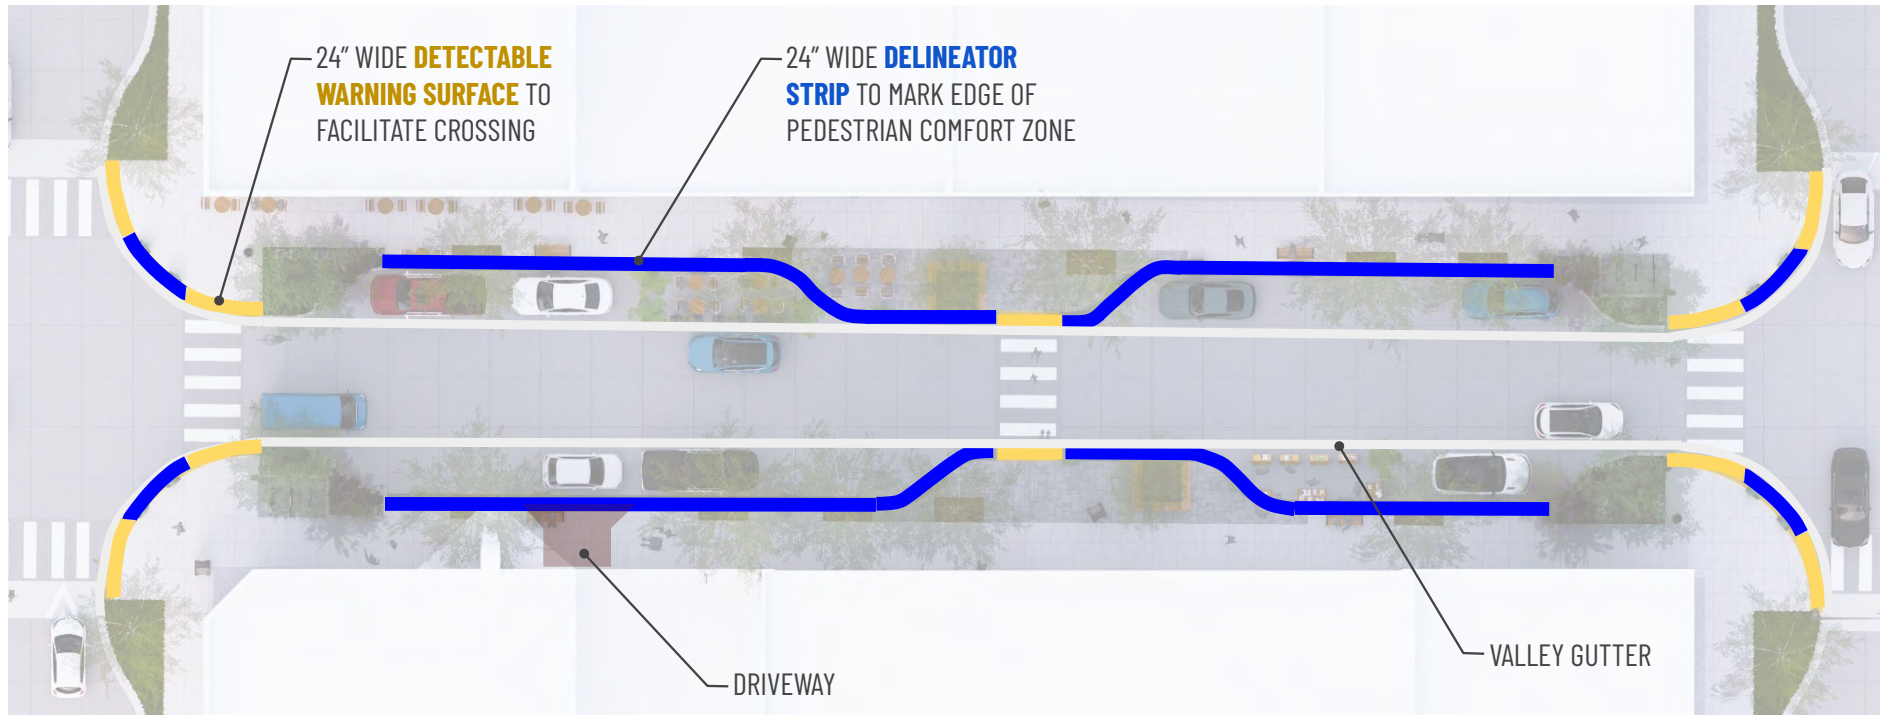 24” WIDE DETECTABLE
WARNING SURFACE TO
FACILITATE CROSSING
24” WIDE DELINEATOR
STRIP TO MARK EDGE OF
PEDESTRIAN COMFORT ZONE
DRIVEWAY
VALLEY GUTTER